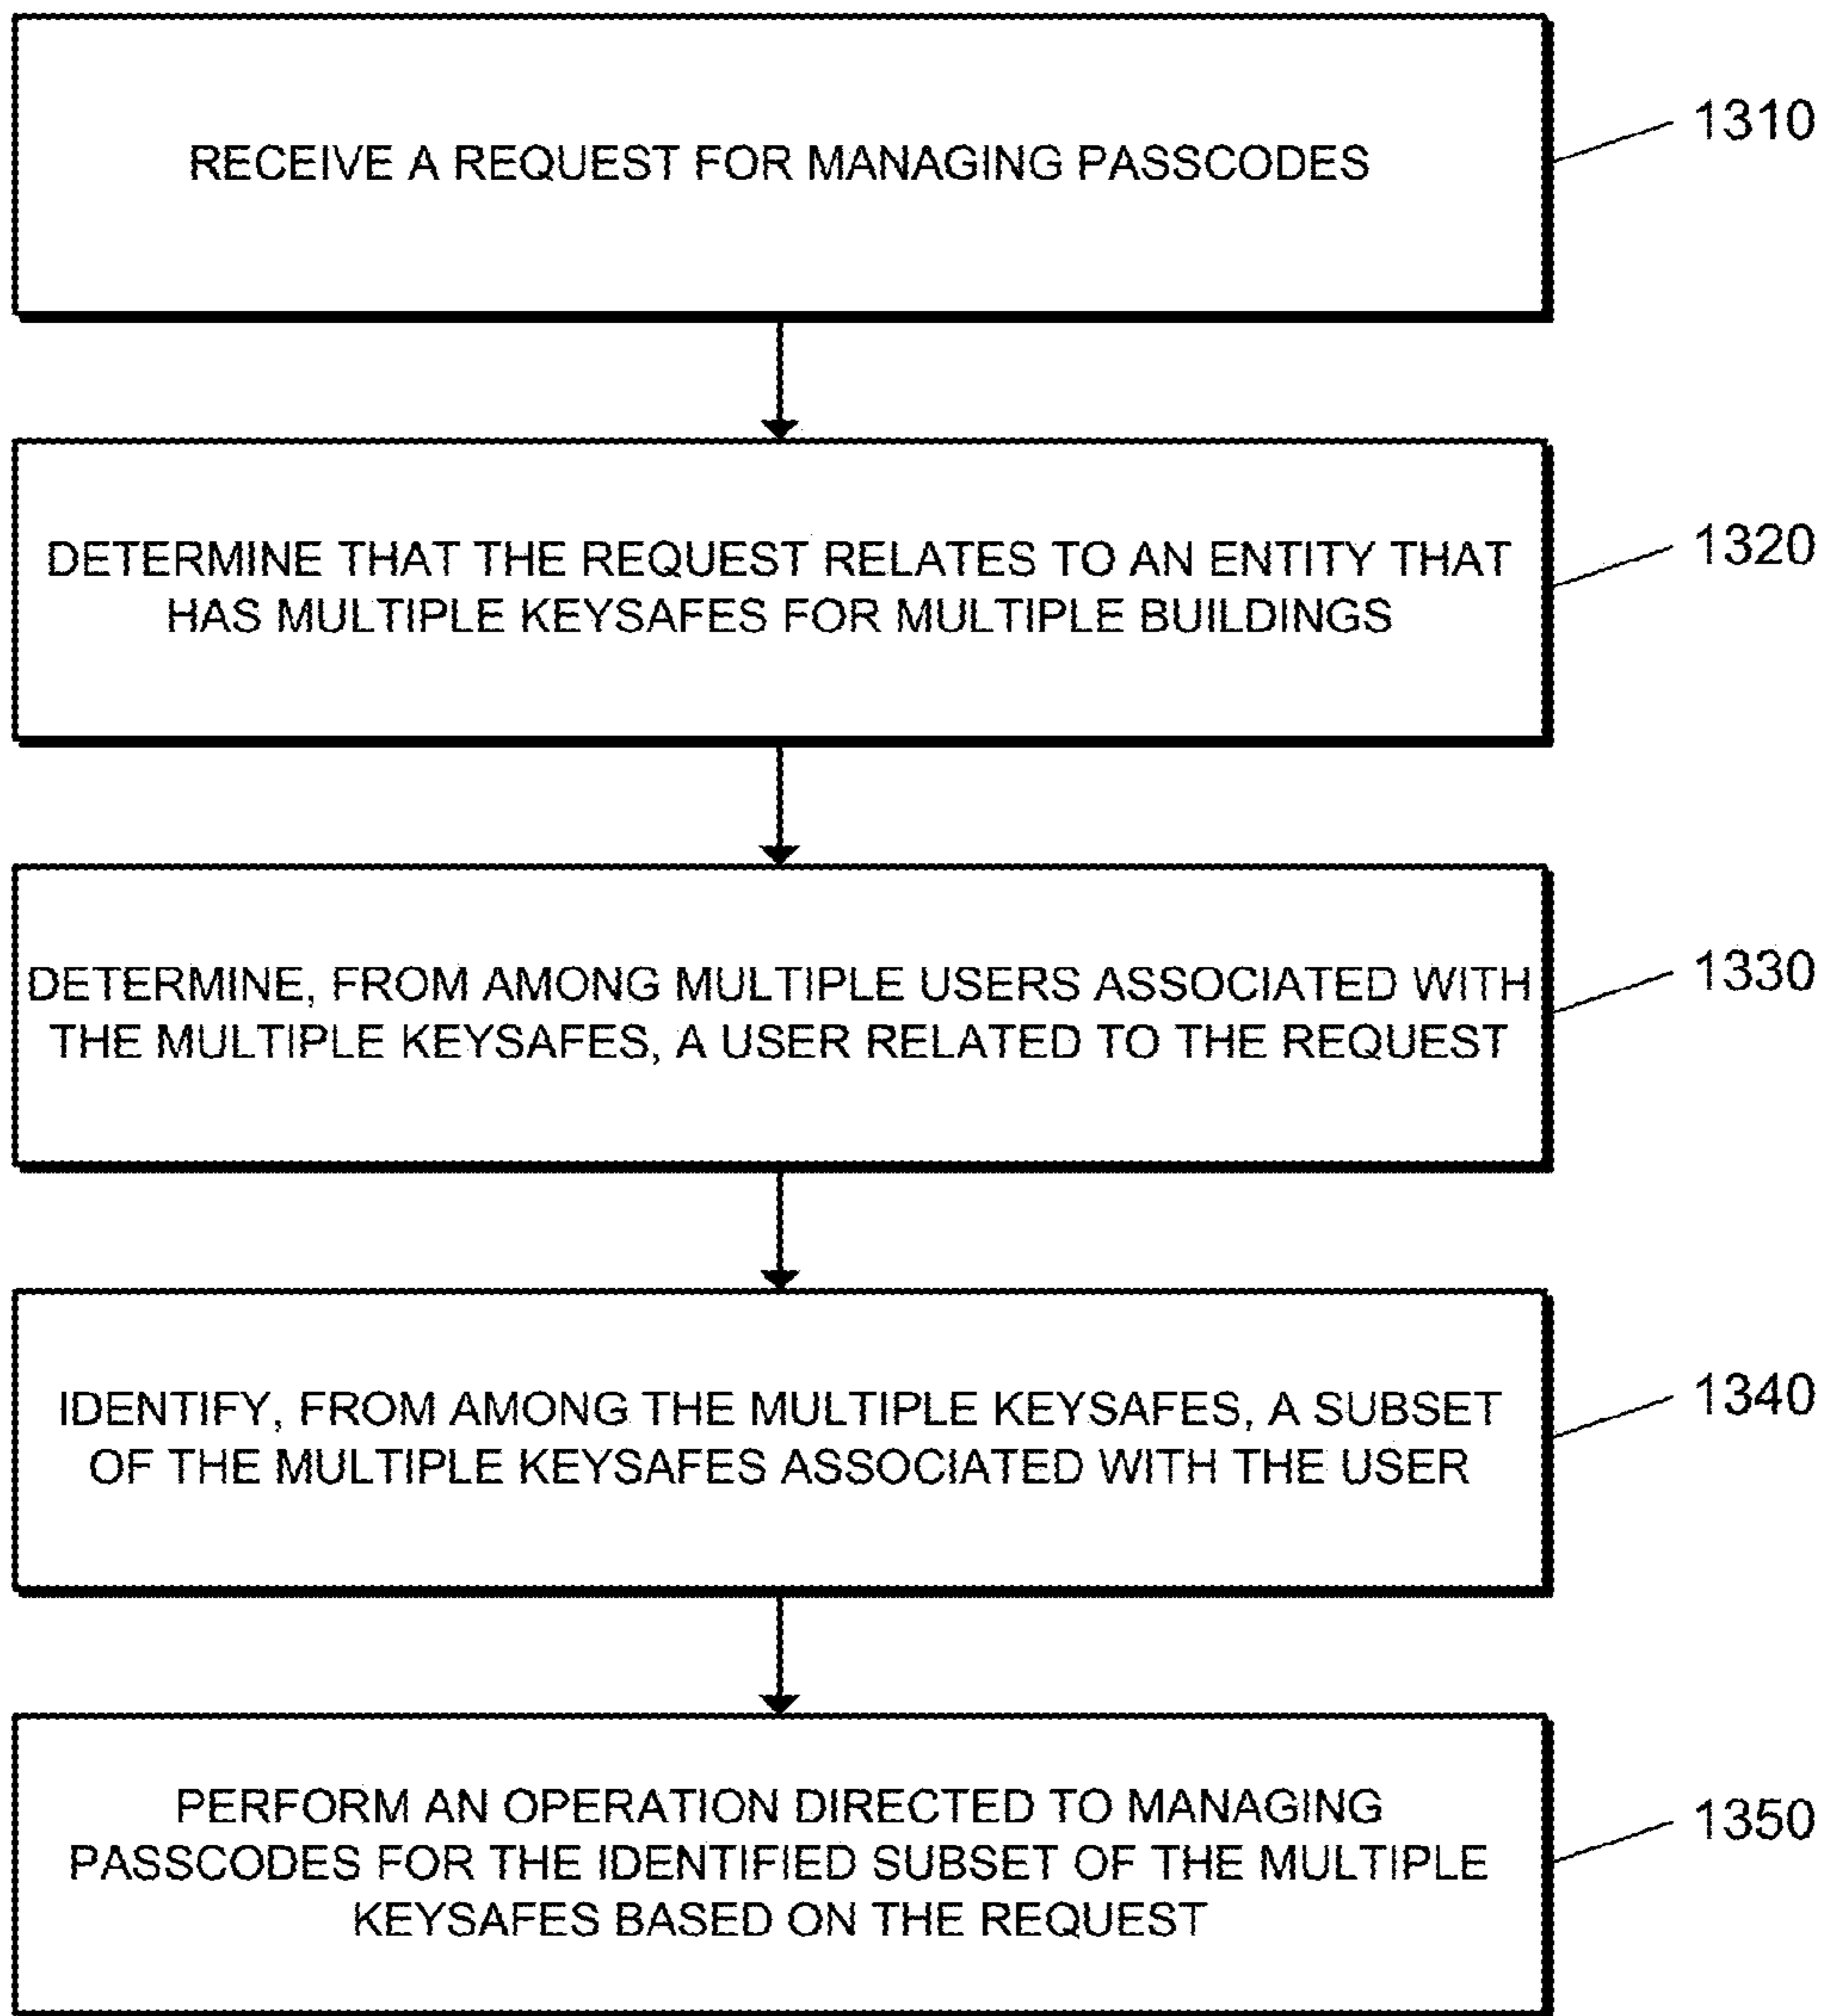 RECEIVE A REQUEST FOR MANAGING PASSCODES
1310
DETERMINE THAT THE REQUEST RELATES TO AN ENTITY THAT
HAS MULTIPLE KEYSAFES FOR MULTIPLE BUILDINGS
1320
DETERMINE, FROM AMONG MULTIPLE USERS ASSOCIATED WITH
THE MULTIPLE KEYSAFES, A USER RELATED TO THE REQUEST
1330
IDENTIFY, FROM AMONG THE MULTIPLE KEYSAFES, A SUBSET
OF THE MULTIPLE KEYSAFES ASSOCIATED WITH THE USER
1340
PERFORM AN OPERATION DIRECTED TO MANAGING
PASSCODES FOR THE IDENTIFIED SUBSET OF THE MULTIPLE
KEYSAFES BASED ON THE REQUEST
1350